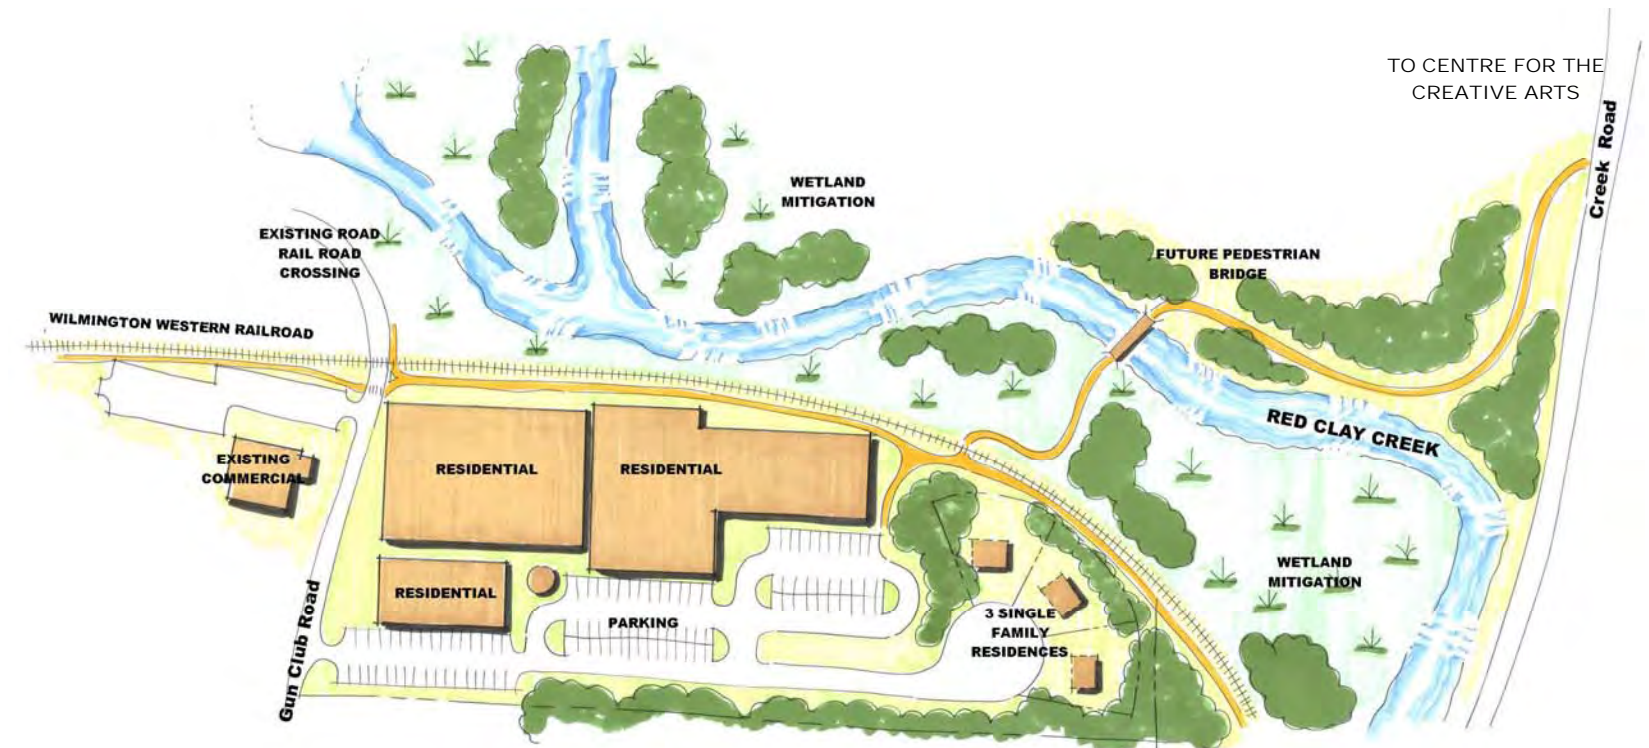 TO CENTRE FOR THE
CREATIVE ARTS
Creek Road
WETLAND
MITIGATION
EXISTING ROAD
RAIL ROAD
CROSSING
FUTURE PEDESTRIAN
BRIDGE
WILMINGTON WESTERN RAILROAD
RED CLAY CREEK
EXISTING
COMMERCIAL
RESIDENTIAL
RESIDENTIAL
WETLAND
MITIGATION
RESIDENTIAL
PARKING
3 SINGLE
FAMILY
RESIDENCES
Gun Club Road